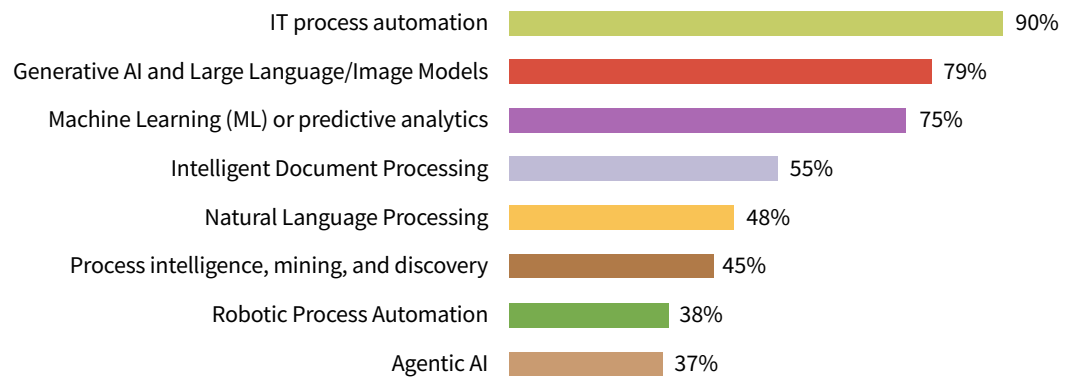 IT process automation 90%
Generative AI and Large Language/Image Models 79%
Machine Learning (ML) or predictive analytics 75%
Intelligent Document Processing 55%
Natural Language Processing 48%
Process intelligence, mining, and discovery 45%
Robotic Process Automation 38%
Agentic AI 37%